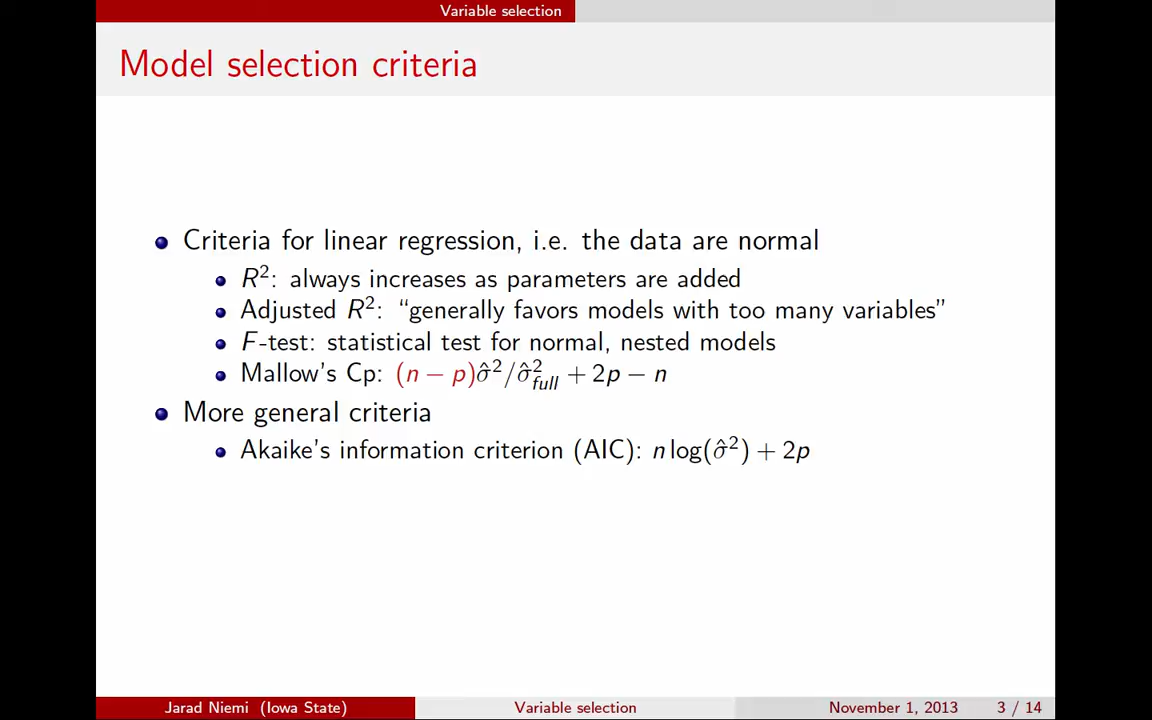 Variable selection
Model selection criteria
Criteria for linear regression, i.e. the data are normal
R²: always increases as parameters are added
Adjusted R²: “generally favors models with too many variables”
F-test: statistical test for normal, nested models
Mallow's Cp: (n − p)σ̂²/σ̂²_full + 2p − n
More general criteria
Akaike's information criterion (AIC): n log(σ̂²) + 2p
Jarad Niemi (Iowa State) Variable selection November 1, 2013 3 / 14